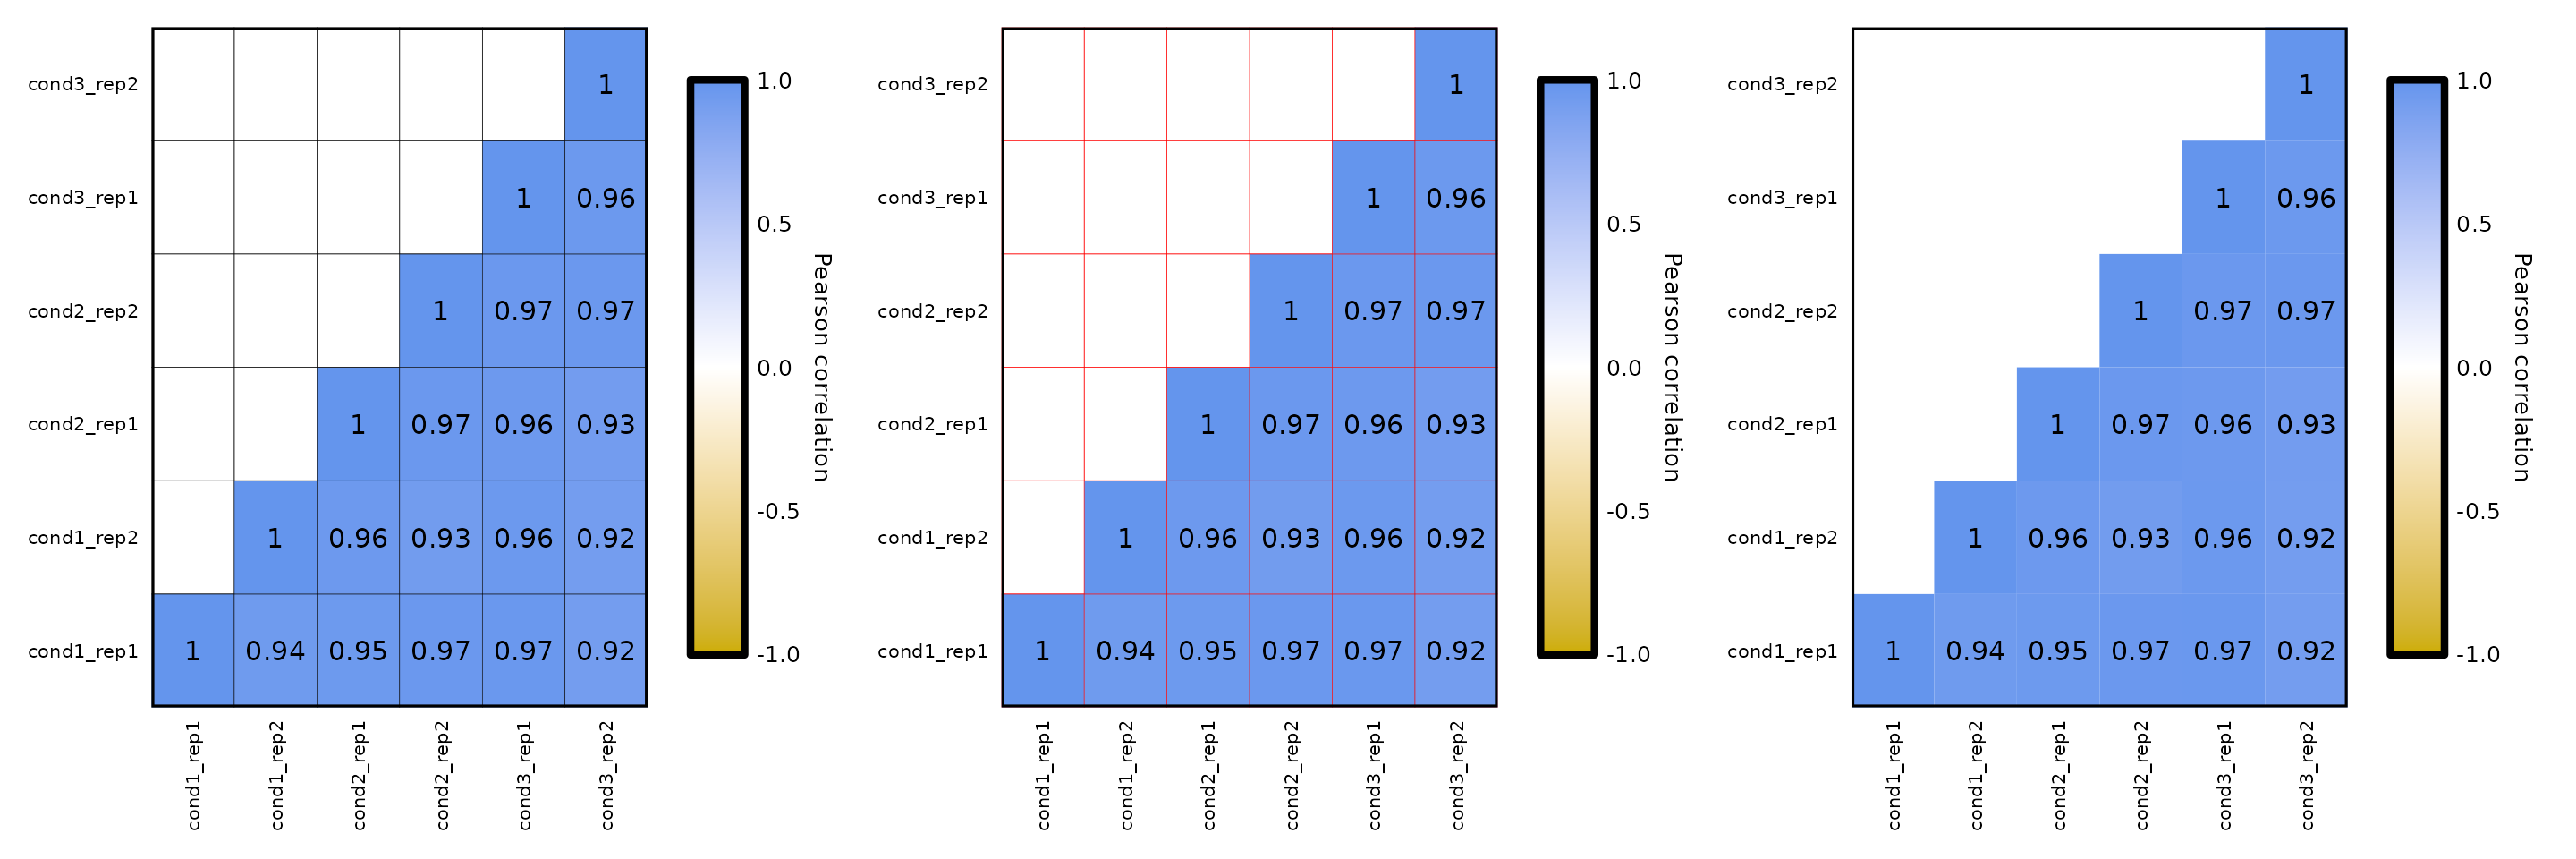 cond3_rep2 1
cond3_rep1 1 0.96
cond2_rep2 1 0.97 0.97
cond2_rep1 1 0.97 0.96 0.93
cond1_rep2 1 0.96 0.93 0.96 0.92
cond1_rep1 1 0.94 0.95 0.97 0.97 0.92
cond1_rep1 cond1_rep2 cond2_rep1 cond2_rep2 cond3_rep1 cond3_rep2
1.0
0.5
0.0
-0.5
-1.0
Pearson correlation
cond3_rep2 1
cond3_rep1 1 0.96
cond2_rep2 1 0.97 0.97
cond2_rep1 1 0.97 0.96 0.93
cond1_rep2 1 0.96 0.93 0.96 0.92
cond1_rep1 1 0.94 0.95 0.97 0.97 0.92
cond1_rep1 cond1_rep2 cond2_rep1 cond2_rep2 cond3_rep1 cond3_rep2
1.0
0.5
0.0
-0.5
-1.0
Pearson correlation
cond3_rep2 1
cond3_rep1 1 0.96
cond2_rep2 1 0.97 0.97
cond2_rep1 1 0.97 0.96 0.93
cond1_rep2 1 0.96 0.93 0.96 0.92
cond1_rep1 1 0.94 0.95 0.97 0.97 0.92
cond1_rep1 cond1_rep2 cond2_rep1 cond2_rep2 cond3_rep1 cond3_rep2
1.0
0.5
0.0
-0.5
-1.0
Pearson correlation